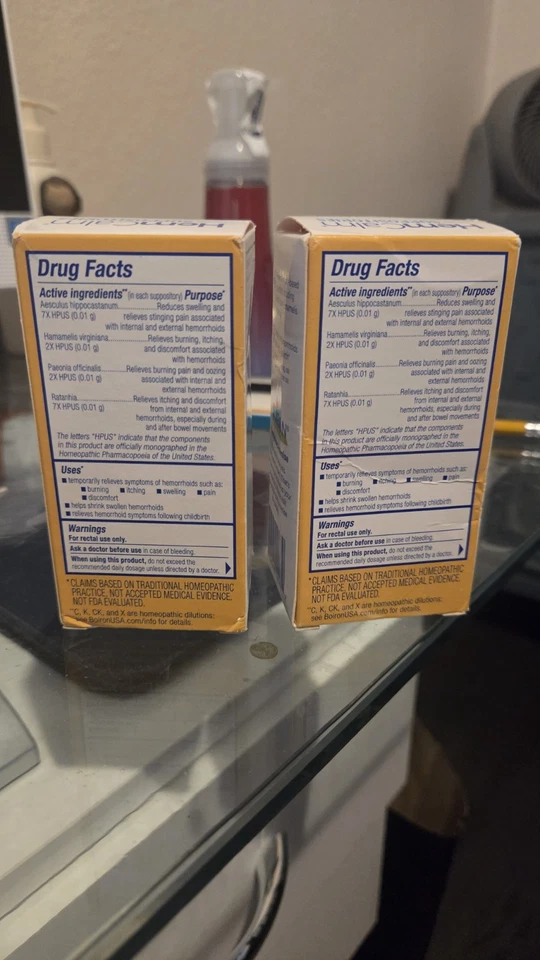 HemCalm
Drug Facts
Active ingredients** (in each suppository) Purpose*
Aesculus hippocastanum...................Reduces swelling and
7X HPUS (0.01 g) relieves stinging pain associated
with internal and external hemorrhoids
Hamamelis virginiana.......................Relieves burning, itching,
2X HPUS (0.01 g) and discomfort associated
with hemorrhoids
Paeonia officinalis.................Relieves burning pain and oozing
2X HPUS (0.01 g) associated with internal and
external hemorrhoids
Ratanhia...............................Relieves itching and discomfort
7X HPUS (0.01 g) from internal and external
hemorrhoids, especially during
and after bowel movements
The letters "HPUS" indicate that the components
in this product are officially monographed in the
Homeopathic Pharmacopoeia of the United States.
Uses*
■ temporarily relieves symptoms of hemorrhoids such as:
■ burning ■ itching ■ swelling ■ pain
■ discomfort
■ helps shrink swollen hemorrhoids
■ relieves hemorrhoid symptoms following childbirth
Warnings
For rectal use only.
Ask a doctor before use in case of bleeding.
When using this product, do not exceed the
recommended daily dosage unless directed by a doctor.
*CLAIMS BASED ON TRADITIONAL HOMEOPATHIC
PRACTICE, NOT ACCEPTED MEDICAL EVIDENCE.
NOT FDA EVALUATED.
**C, K, CK, and X are homeopathic dilutions:
see BoironUSA.com/info for details.
HemCalm
Drug Facts
Active ingredients** (in each suppository) Purpose*
Aesculus hippocastanum...................Reduces swelling and
7X HPUS (0.01 g) relieves stinging pain associated
with internal and external hemorrhoids
Hamamelis virginiana.......................Relieves burning, itching,
2X HPUS (0.01 g) and discomfort associated
with hemorrhoids
Paeonia officinalis.................Relieves burning pain and oozing
2X HPUS (0.01 g) associated with internal and
external hemorrhoids
Ratanhia...............................Relieves itching and discomfort
7X HPUS (0.01 g) from internal and external
hemorrhoids, especially during
and after bowel movements
The letters "HPUS" indicate that the components
in this product are officially monographed in the
Homeopathic Pharmacopoeia of the United States.
Uses*
■ temporarily relieves symptoms of hemorrhoids such as:
■ burning ■ itching ■ swelling ■ pain
■ discomfort
■ helps shrink swollen hemorrhoids
■ relieves hemorrhoid symptoms following childbirth
Warnings
For rectal use only.
Ask a doctor before use in case of bleeding.
When using this product, do not exceed the
recommended daily dosage unless directed by a doctor.
*CLAIMS BASED ON TRADITIONAL HOMEOPATHIC
PRACTICE, NOT ACCEPTED MEDICAL EVIDENCE.
NOT FDA EVALUATED.
**C, K, CK, and X are homeopathic dilutions:
see BoironUSA.com/info for details.